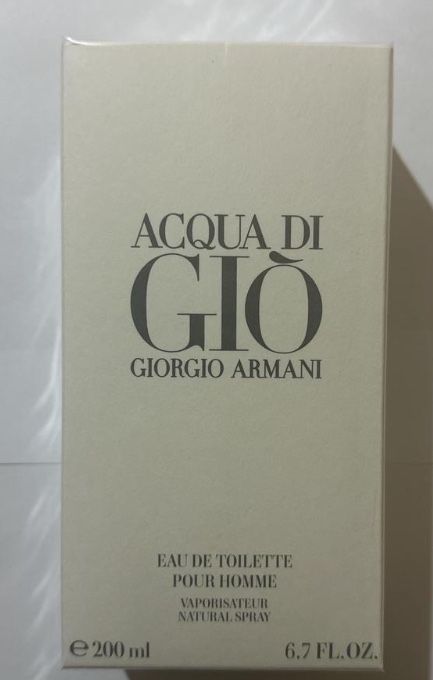 ACQUA DI
GIÒ
GIORGIO ARMANI
EAU DE TOILETTE
POUR HOMME
VAPORISATEUR
NATURAL SPRAY
℮ 200 ml 6.7 FL.OZ.